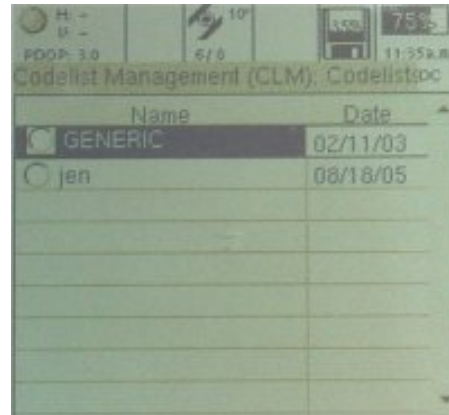 H: -
V: -
10°
75%
PDOP: 3.0
6/
11:35a.m
Codelist Management (CLM): Codelist
Name Date
GENERIC 02/11/03
jen 08/18/05